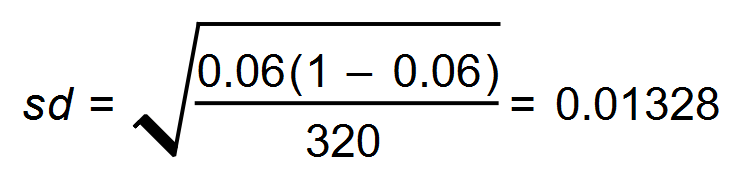 sd = √(0.06(1 – 0.06)/320) = 0.01328